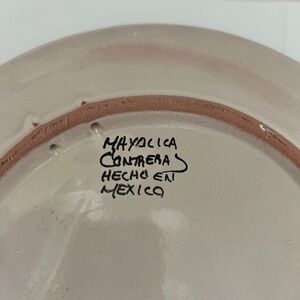 MAYOLICA
CONTRERAS
HECHO EN
MEXICO